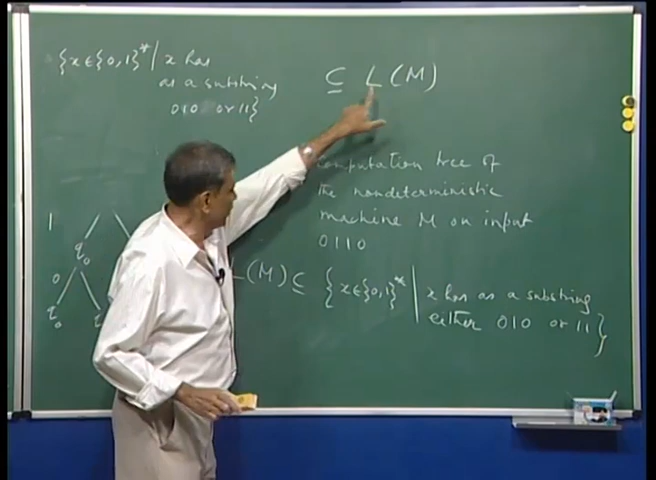 {x∈{0,1}* | x has
as a substring
010 or 11}
⊆ L(M)
computation tree of
the nondeterministic
machine M on input
0110
L(M) ⊆ {x∈{0,1}* | x has as a substring
either 010 or 11}
1
q₀
0
q₀